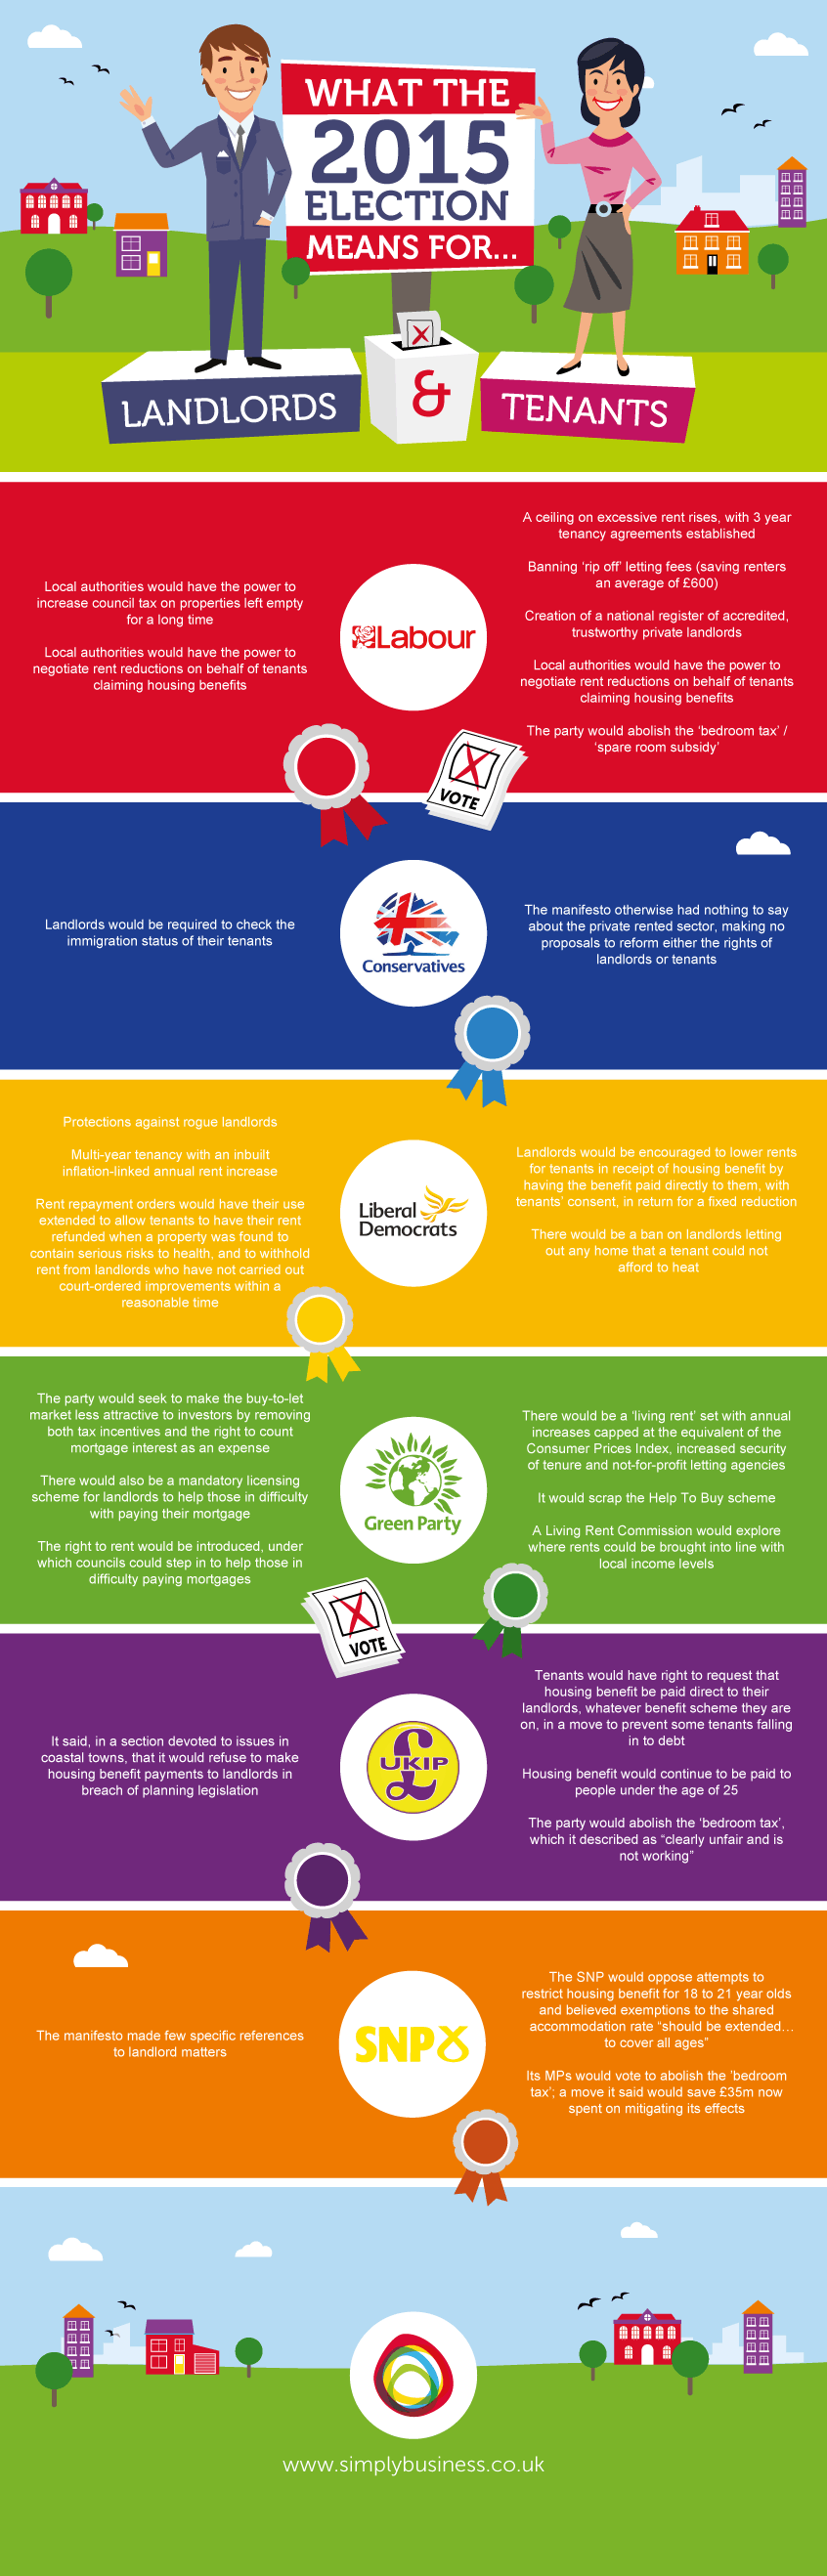 WHAT THE
2015
ELECTION
MEANS FOR...
LANDLORDS
&
TENANTS
Local authorities would have the power to
increase council tax on properties left empty
for a long time
Local authorities would have the power to
negotiate rent reductions on behalf of tenants
claiming housing benefits
Labour
A ceiling on excessive rent rises, with 3 year
tenancy agreements established
Banning ‘rip off’ letting fees (saving renters
an average of £600)
Creation of a national register of accredited,
trustworthy private landlords
Local authorities would have the power to
negotiate rent reductions on behalf of tenants
claiming housing benefits
The party would abolish the ‘bedroom tax’ /
‘spare room subsidy’
VOTE
Landlords would be required to check the
immigration status of their tenants
Conservatives
The manifesto otherwise had nothing to say
about the private rented sector, making no
proposals to reform either the rights of
landlords or tenants
Protections against rogue landlords
Multi-year tenancy with an inbuilt
inflation-linked annual rent increase
Rent repayment orders would have their use
extended to allow tenants to have their rent
refunded when a property was found to
contain serious risks to health, and to withhold
rent from landlords who have not carried out
court-ordered improvements within a
reasonable time
Liberal
Democrats
Landlords would be encouraged to lower rents
for tenants in receipt of housing benefit by
having the benefit paid directly to them, with
tenants’ consent, in return for a fixed reduction
There would be a ban on landlords letting
out any home that a tenant could not
afford to heat
The party would seek to make the buy-to-let
market less attractive to investors by removing
both tax incentives and the right to count
mortgage interest as an expense
There would also be a mandatory licensing
scheme for landlords to help those in difficulty
with paying their mortgage
The right to rent would be introduced, under
which councils could step in to help those in
difficulty paying mortgages
Green Party
There would be a ‘living rent’ set with annual
increases capped at the equivalent of the
Consumer Prices Index, increased security
of tenure and not-for-profit letting agencies
It would scrap the Help To Buy scheme
A Living Rent Commission would explore
where rents could be brought into line with
local income levels
VOTE
It said, in a section devoted to issues in
coastal towns, that it would refuse to make
housing benefit payments to landlords in
breach of planning legislation
UKIP
£
Tenants would have right to request that
housing benefit be paid direct to their
landlords, whatever benefit scheme they are
on, in a move to prevent some tenants falling
in to debt
Housing benefit would continue to be paid to
people under the age of 25
The party would abolish the ‘bedroom tax’,
which it described as “clearly unfair and is
not working”
The manifesto made few specific references
to landlord matters
SNP
The SNP would oppose attempts to
restrict housing benefit for 18 to 21 year olds
and believed exemptions to the shared
accommodation rate “should be extended…
to cover all ages”
Its MPs would vote to abolish the ’bedroom
tax’; a move it said would save £35m now
spent on mitigating its effects
www.simplybusiness.co.uk